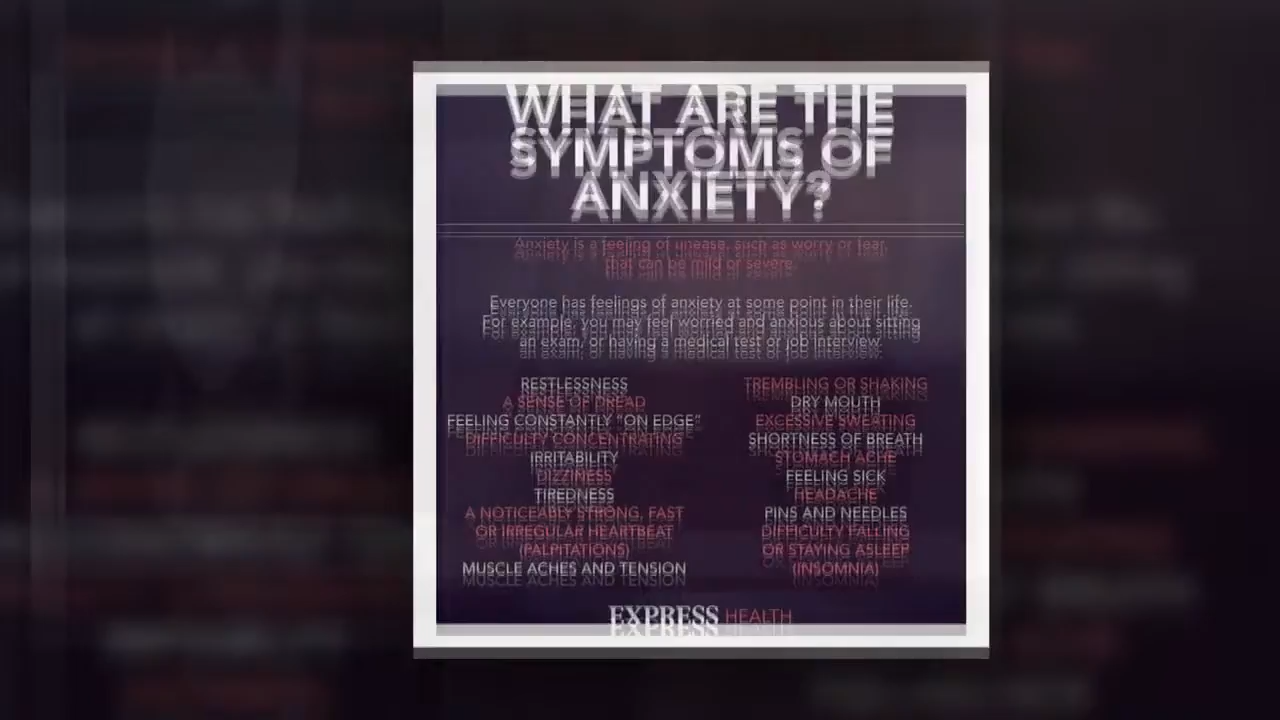 WHAT ARE THE
SYMPTOMS OF
ANXIETY?
Anxiety is a feeling of unease, such as worry or fear,
that can be mild or severe.
Everyone has feelings of anxiety at some point in their life.
For example, you may feel worried and anxious about sitting
an exam, or having a medical test or job interview.
RESTLESSNESS
A SENSE OF DREAD
FEELING CONSTANTLY "ON EDGE"
DIFFICULTY CONCENTRATING
IRRITABILITY
DIZZINESS
TIREDNESS
A NOTICEABLY STRONG, FAST
OR IRREGULAR HEARTBEAT
(PALPITATIONS)
MUSCLE ACHES AND TENSION
TREMBLING OR SHAKING
DRY MOUTH
EXCESSIVE SWEATING
SHORTNESS OF BREATH
STOMACH ACHE
FEELING SICK
HEADACHE
PINS AND NEEDLES
DIFFICULTY FALLING
OR STAYING ASLEEP
(INSOMNIA)
EXPRESS HEALTH